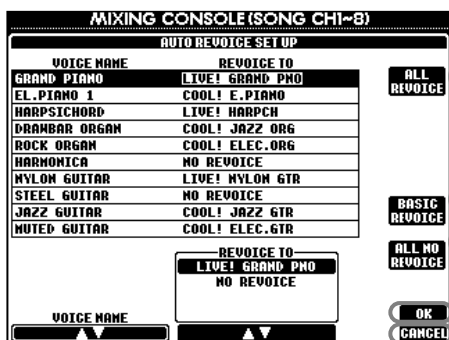 MIXING CONSOLE(SONG CH1~8)
AUTO REVOICE SET UP
VOICE NAME REVOICE TO
GRAND PIANO LIVE! GRAND PNO
EL.PIANO 1 COOL! E.PIANO
HARPSICHORD LIVE! HARPCH
DRAWBAR ORGAN COOL! JAZZ ORG
ROCK ORGAN COOL! ELEC.ORG
HARMONICA NO REVOICE
NYLON GUITAR LIVE! NYLON GTR
STEEL GUITAR NO REVOICE
JAZZ GUITAR COOL! JAZZ GTR
MUTED GUITAR COOL! ELEC.GTR
ALL
REVOICE
BASIC
REVOICE
ALL NO
REVOICE
REVOICE TO
LIVE! GRAND PNO
NO REVOICE
VOICE NAME
▲▼ ▲▼
OK
CANCEL